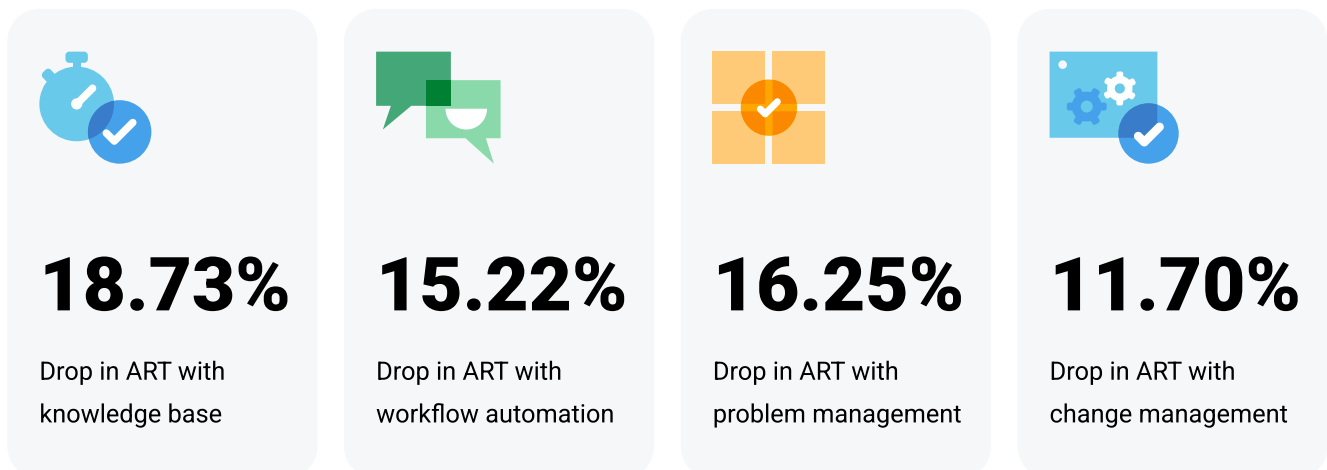 18.73%
Drop in ART with
knowledge base
15.22%
Drop in ART with
workflow automation
16.25%
Drop in ART with
problem management
11.70%
Drop in ART with
change management